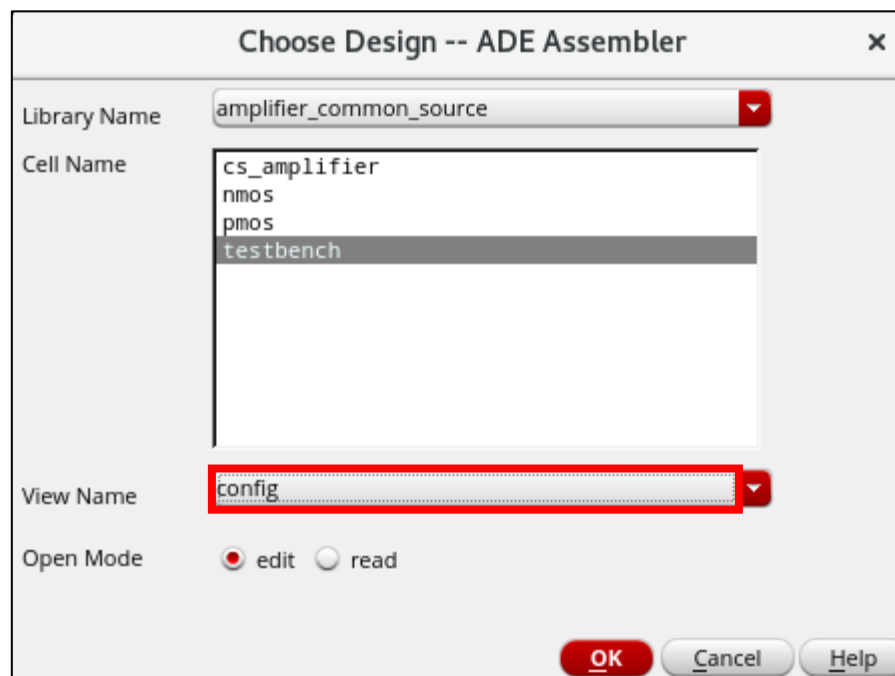 Choose Design -- ADE Assembler
Library Name amplifier_common_source
Cell Name
cs_amplifier
nmos
pmos
testbench
View Name config
Open Mode edit read
OK Cancel Help